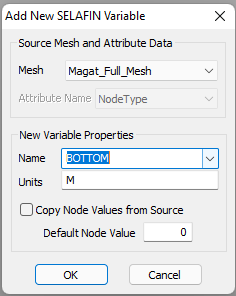 Add New SELAFIN Variable
Source Mesh and Attribute Data
Mesh Magat_Full_Mesh
Attribute Name NodeType
New Variable Properties
Name BOTTOM
Units M
Copy Node Values from Source
Default Node Value 0
OK Cancel